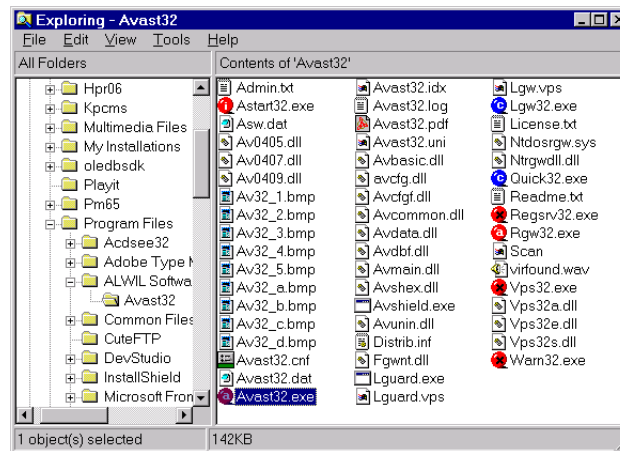 Exploring - Avast32
File Edit View Tools Help
All Folders
Contents of 'Avast32'
Hpr06
Kpcms
Multimedia Files
My Installations
oledbsdk
Playit
Pm65
Program Files
Acdsee32
Adobe Type M
ALWIL Softwa
Avast32
Common Files
CuteFTP
DevStudio
InstallShield
Microsoft Fron
Admin.txt
Astart32.exe
Asw.dat
Av0405.dll
Av0407.dll
Av0409.dll
Av32_1.bmp
Av32_2.bmp
Av32_3.bmp
Av32_4.bmp
Av32_5.bmp
Av32_a.bmp
Av32_b.bmp
Av32_c.bmp
Av32_d.bmp
Avast32.cnf
Avast32.dat
Avast32.exe
Avast32.idx
Avast32.log
Avast32.pdf
Avast32.uni
Avbasic.dll
avcfg.dll
Avcfgf.dll
Avcommon.dll
Avdata.dll
Avdbf.dll
Avmain.dll
Avshex.dll
Avshield.exe
Avunin.dll
Distrib.inf
Fgwnt.dll
Lguard.exe
Lguard.vps
Lgw.vps
Lgw32.exe
License.txt
Ntdosrgw.sys
Ntrgwdll.dll
Quick32.exe
Readme.txt
Regsrv32.exe
Rgw32.exe
Scan
virfound.wav
Vps32.exe
Vps32a.dll
Vps32e.dll
Vps32s.dll
Warn32.exe
1 object(s) selected
142KB